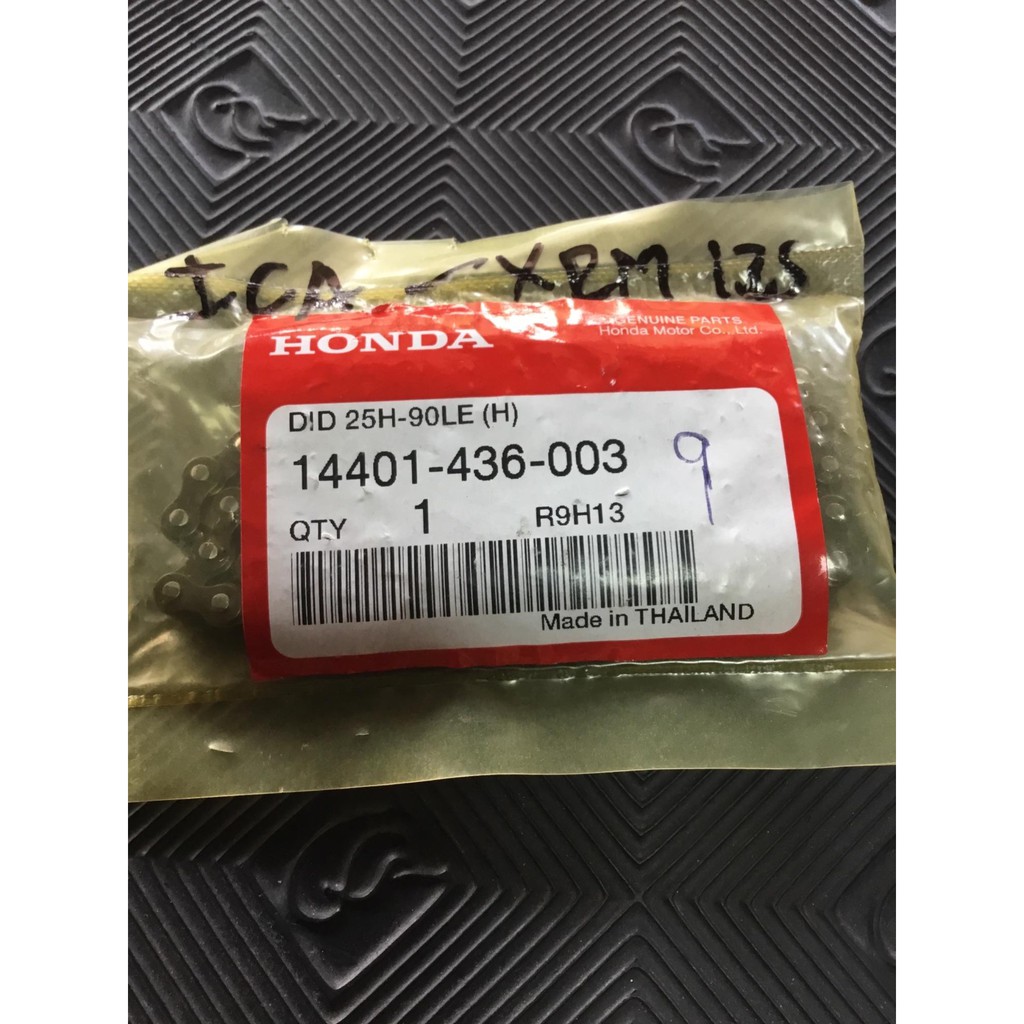 ICA - XRM 125
HONDA
GENUINE PARTS
Honda Motor Co., Ltd.
DID 25H-90LE (H)
14401-436-003
9
QTY 1 R9H13
Made in THAILAND